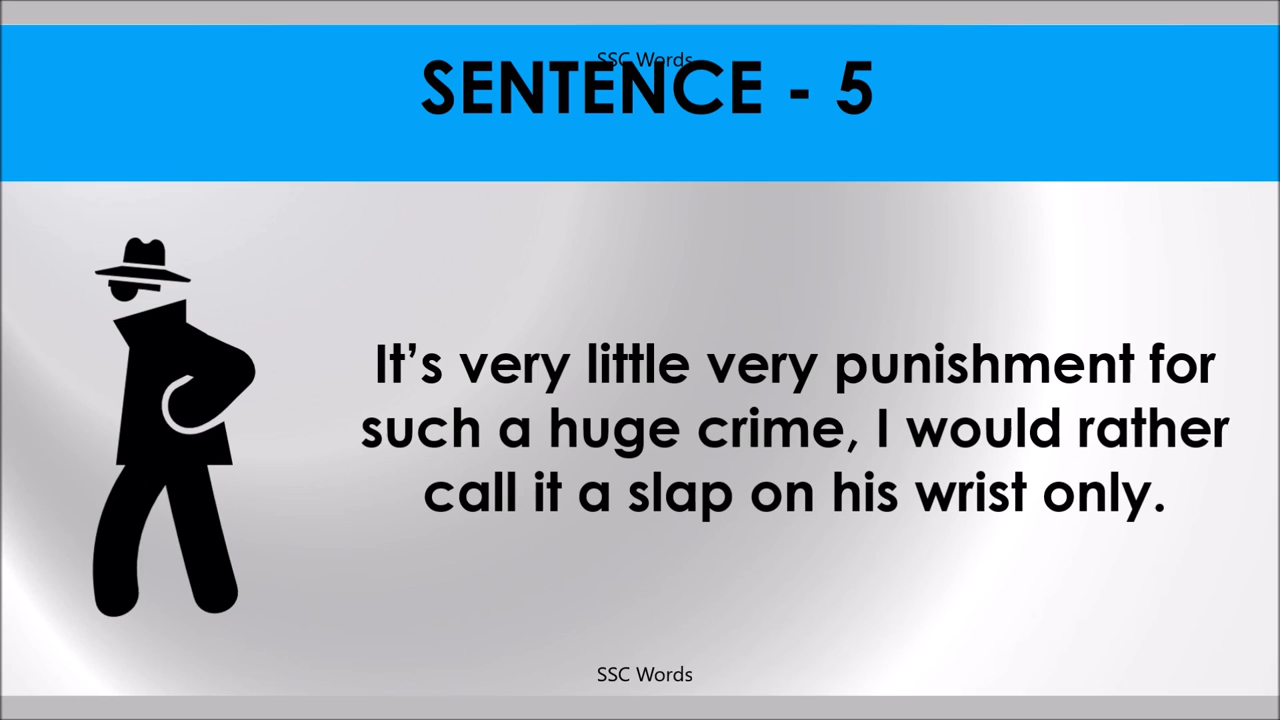 SSC Words
SENTENCE - 5
It’s very little very punishment for
such a huge crime, I would rather
call it a slap on his wrist only.
SSC Words